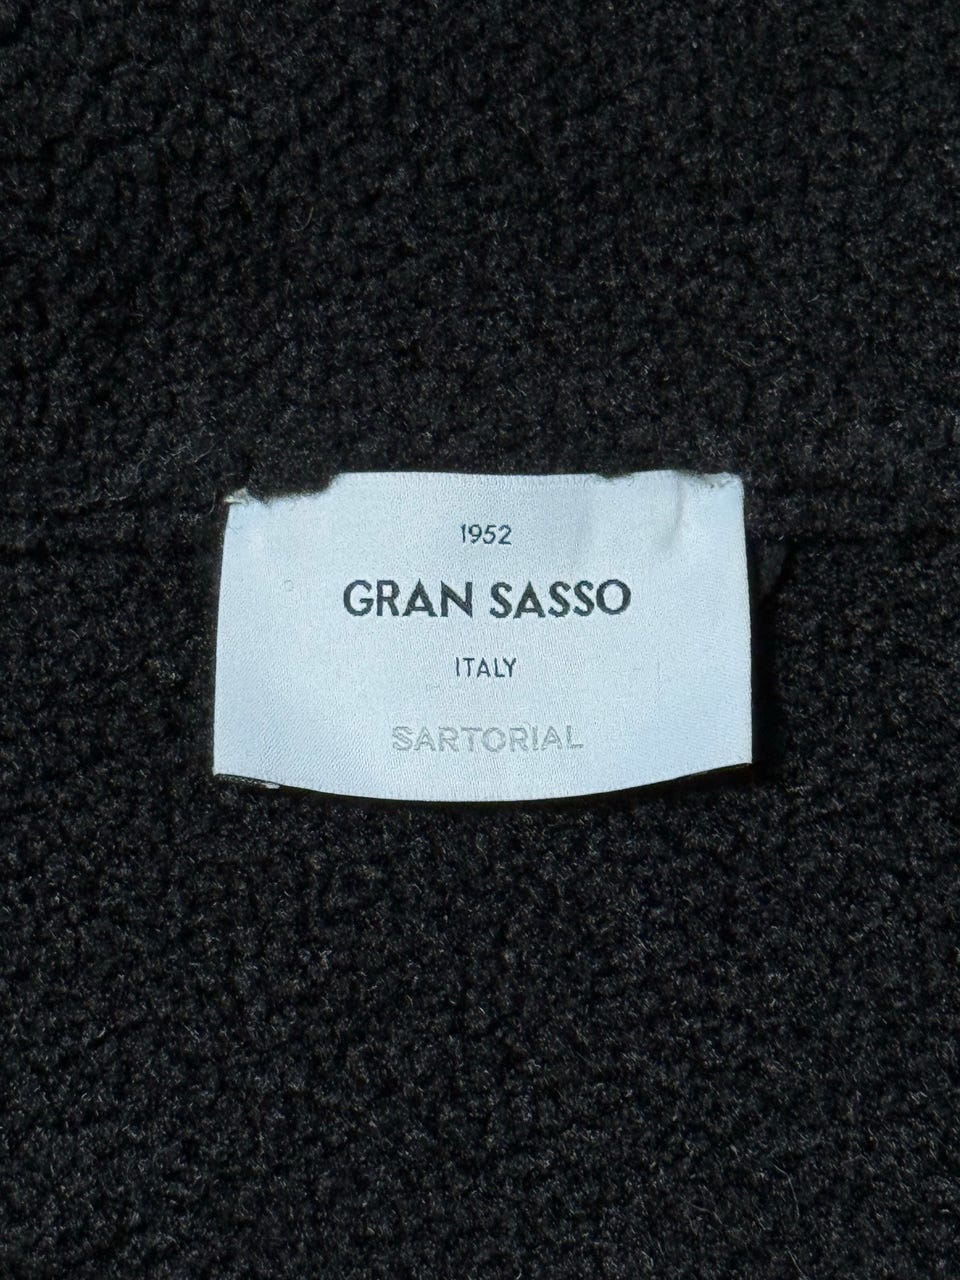 1952
GRAN SASSO
ITALY
SARTORIAL